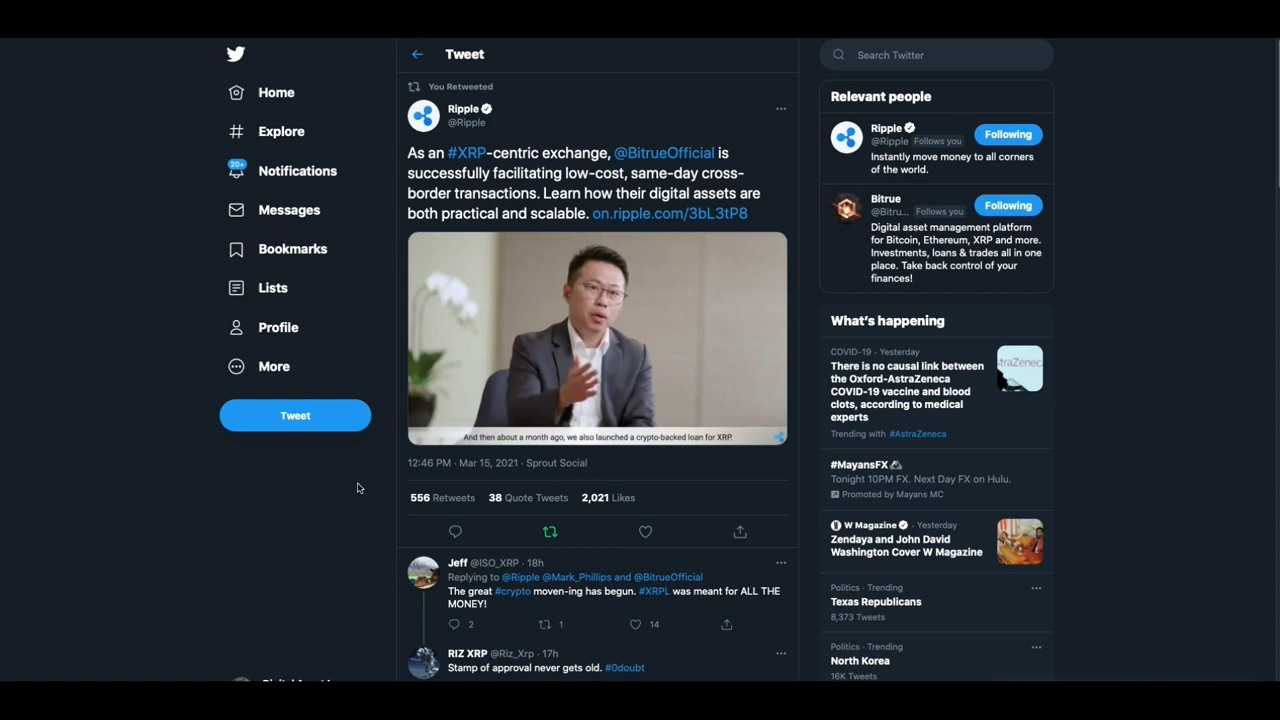 Home
Explore
20+
Notifications
Messages
Bookmarks
Lists
Profile
More
Tweet
Tweet
You Retweeted
Ripple
@Ripple
As an #XRP-centric exchange, @BitrueOfficial is
successfully facilitating low-cost, same-day cross-
border transactions. Learn how their digital assets are
both practical and scalable. on.ripple.com/3bL3tP8
And then about a month ago, we also launched a crypto-backed loan for XRP.
12:46 PM · Mar 15, 2021 · Sprout Social
556 Retweets 38 Quote Tweets 2,021 Likes
Jeff @ISO_XRP · 18h
Replying to @Ripple @Mark_Phillips and @BitrueOfficial
The great #crypto moven-ing has begun. #XRPL was meant for ALL THE
MONEY!
2 1 14
RIZ XRP @Riz_Xrp · 17h
Stamp of approval never gets old. #0doubt
Search Twitter
Relevant people
Ripple
@Ripple Follows you
Following
Instantly move money to all corners
of the world.
Bitrue
@Bitru... Follows you
Following
Digital asset management platform
for Bitcoin, Ethereum, XRP and more.
Investments, loans & trades all in one
place. Take back control of your
finances!
What's happening
COVID-19 · Yesterday
There is no causal link between
the Oxford-AstraZeneca
COVID-19 vaccine and blood
clots, according to medical
experts
Trending with #AstraZeneca
straZenec
#MayansFX
Tonight 10PM FX. Next Day FX on Hulu.
Promoted by Mayans MC
W Magazine · Yesterday
Zendaya and John David
Washington Cover W Magazine
Politics · Trending
Texas Republicans
8,373 Tweets
Politics · Trending
North Korea
16K Tweets